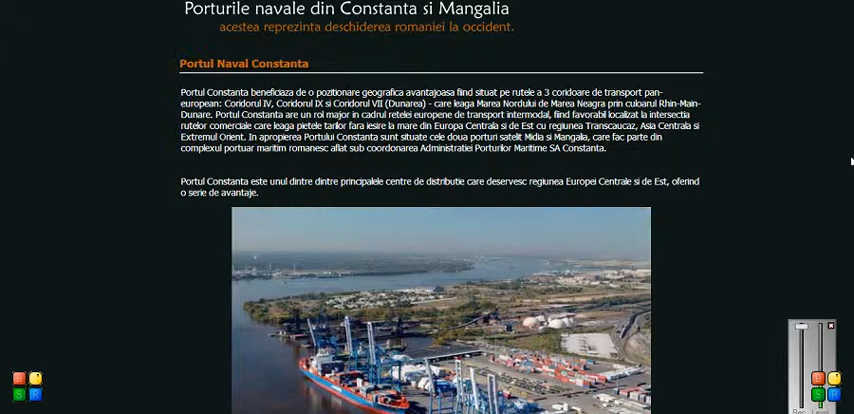 Porturile navale din Constanta si Mangalia
acestea reprezinta deschiderea romaniei la occident.
Portul Naval Constanta
Portul Constanta beneficiaza de o pozitionare geografica avantajoasa fiind situat pe rutele a 3 coridoare de transport pan-
european: Coridorul IV, Coridorul IX si Coridorul VII (Dunarea) - care leaga Marea Nordului de Marea Neagra prin culoarul Rhin-Main-
Dunare. Portul Constanta are un rol major in cadrul retelei europene de transport intermodal, fiind favorabil localizat la intersectia
rutelor comerciale care leaga pietele tarilor fara iesire la mare din Europa Centrala si de Est cu regiunea Transcaucaz, Asia Centrala si
Extremul Orient. In apropierea Portului Constanta sunt situate cele doua porturi satelit Midia si Mangalia, care fac parte din
complexul portuar maritim romanesc aflat sub coordonarea Administratiei Porturilor Maritime SA Constanta.
Portul Constanta este unul dintre dintre principalele centre de distributie care deservesc regiunea Europei Centrale si de Est, oferind
o serie de avantaje.
B
S R
B
S R
Rec Level